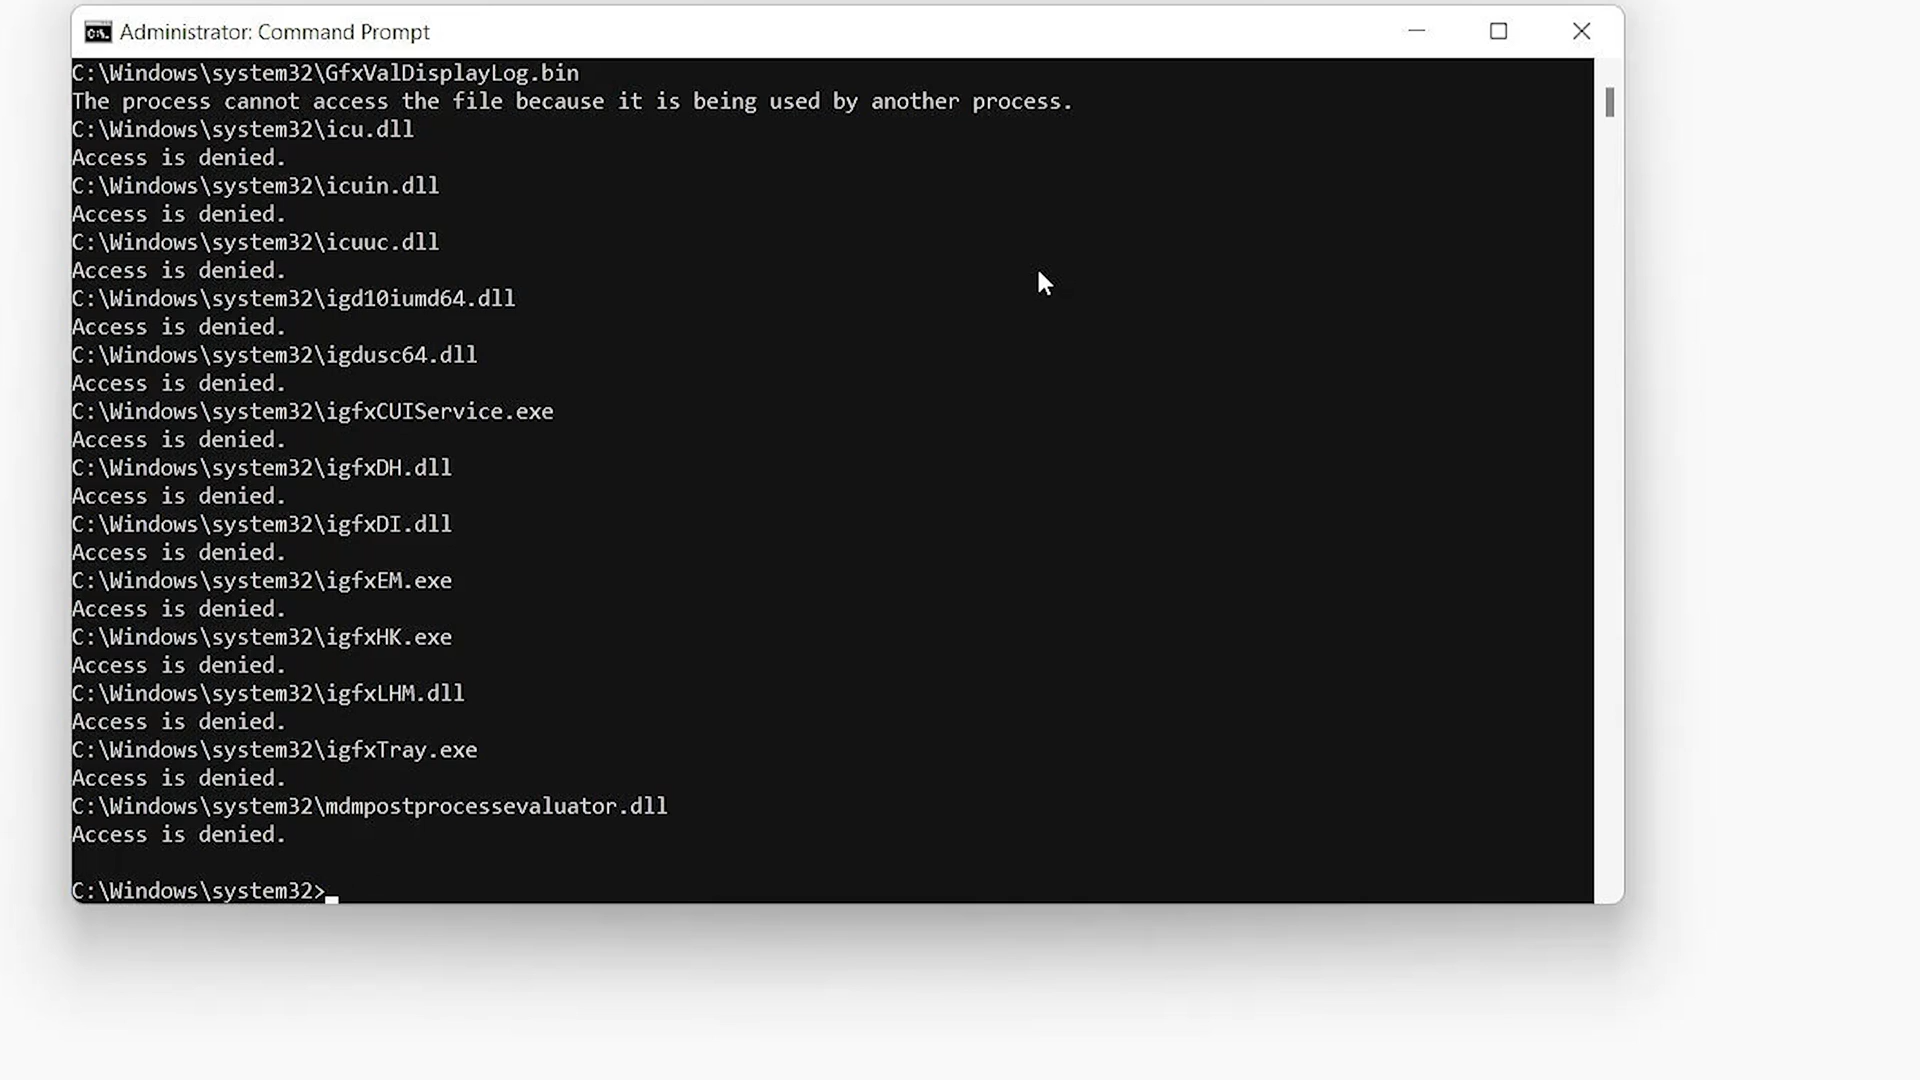 Administrator: Command Prompt
C:\Windows\system32\GfxValDisplayLog.bin
The process cannot access the file because it is being used by another process.
C:\Windows\system32\icu.dll
Access is denied.
C:\Windows\system32\icuin.dll
Access is denied.
C:\Windows\system32\icuuc.dll
Access is denied.
C:\Windows\system32\igd10iumd64.dll
Access is denied.
C:\Windows\system32\igdusc64.dll
Access is denied.
C:\Windows\system32\igfxCUIService.exe
Access is denied.
C:\Windows\system32\igfxDH.dll
Access is denied.
C:\Windows\system32\igfxDI.dll
Access is denied.
C:\Windows\system32\igfxEM.exe
Access is denied.
C:\Windows\system32\igfxHK.exe
Access is denied.
C:\Windows\system32\igfxLHM.dll
Access is denied.
C:\Windows\system32\igfxTray.exe
Access is denied.
C:\Windows\system32\mdmpostprocessevaluator.dll
Access is denied.
C:\Windows\system32>